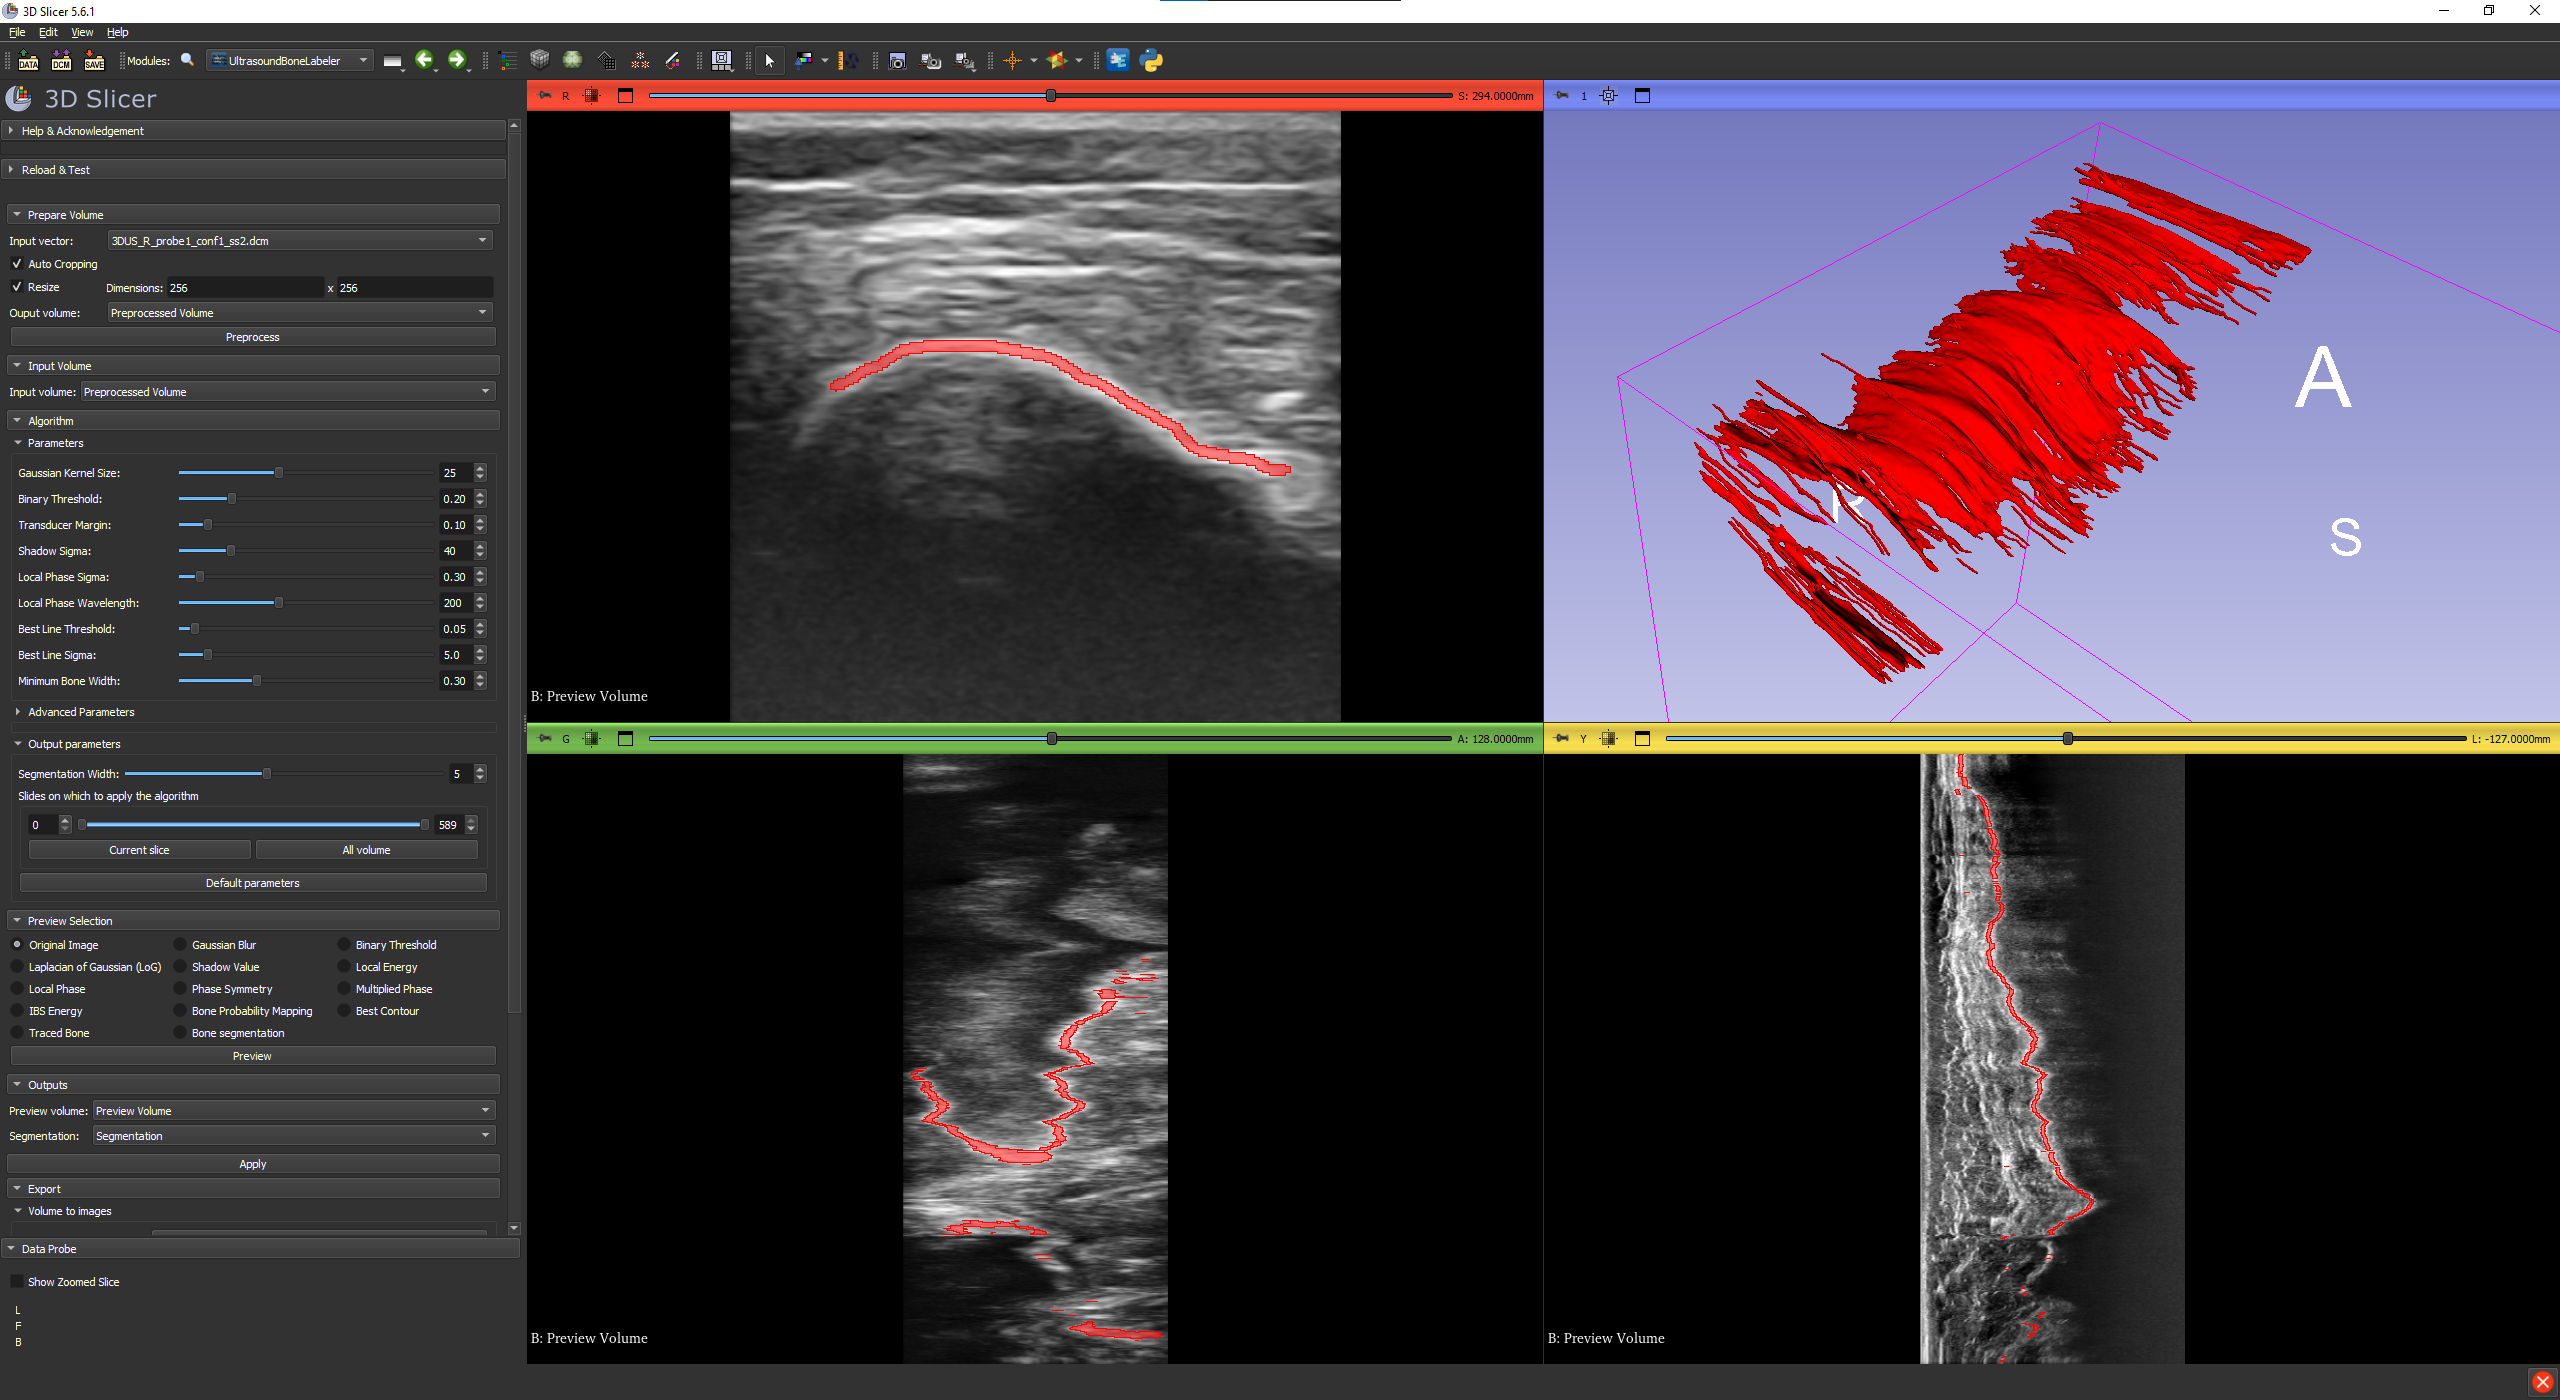 3D Slicer 5.6.1
File Edit View Help
DATA DCM SAVE Modules: UltrasoundBoneLabeler
3D Slicer
Help & Acknowledgement
Reload & Test
Prepare Volume
Input vector: 3DUS_R_probe1_conf1_ss2.dcm
Auto Cropping
Resize Dimensions: 256 x 256
Ouput volume: Preprocessed Volume
Preprocess
Input Volume
Input volume: Preprocessed Volume
Algorithm
Parameters
Gaussian Kernel Size: 25
Binary Threshold: 0.20
Transducer Margin: 0.10
Shadow Sigma: 40
Local Phase Sigma: 0.30
Local Phase Wavelength: 200
Best Line Threshold: 0.05
Best Line Sigma: 5.0
Minimum Bone Width: 0.30
Advanced Parameters
Output parameters
Segmentation Width: 5
Slides on which to apply the algorithm
0 589
Current slice All volume
Default parameters
Preview Selection
Original Image Gaussian Blur Binary Threshold
Laplacian of Gaussian (LoG) Shadow Value Local Energy
Local Phase Phase Symmetry Multiplied Phase
IBS Energy Bone Probability Mapping Best Contour
Traced Bone Bone segmentation
Preview
Outputs
Preview volume: Preview Volume
Segmentation: Segmentation
Apply
Export
Volume to images
Data Probe
Show Zoomed Slice
L
F
B
R S: 294.0000mm
B: Preview Volume
1
A
R
S
G A: 128.0000mm
B: Preview Volume
Y L: -127.0000mm
B: Preview Volume